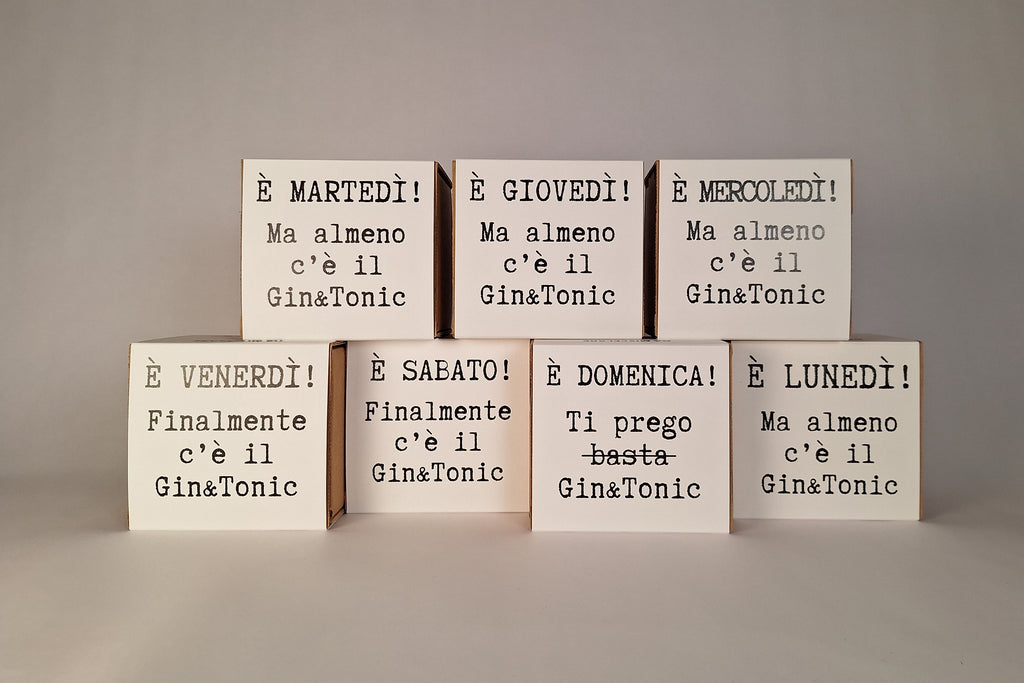 È MARTEDÌ!
Ma almeno
c'è il
Gin&Tonic
È GIOVEDÌ!
Ma almeno
c'è il
Gin&Tonic
È MERCOLEDÌ!
Ma almeno
c'è il
Gin&Tonic
È VENERDÌ!
Finalmente
c'è il
Gin&Tonic
È SABATO!
Finalmente
c'è il
Gin&Tonic
È DOMENICA!
Ti prego
basta
Gin&Tonic
È LUNEDÌ!
Ma almeno
c'è il
Gin&Tonic